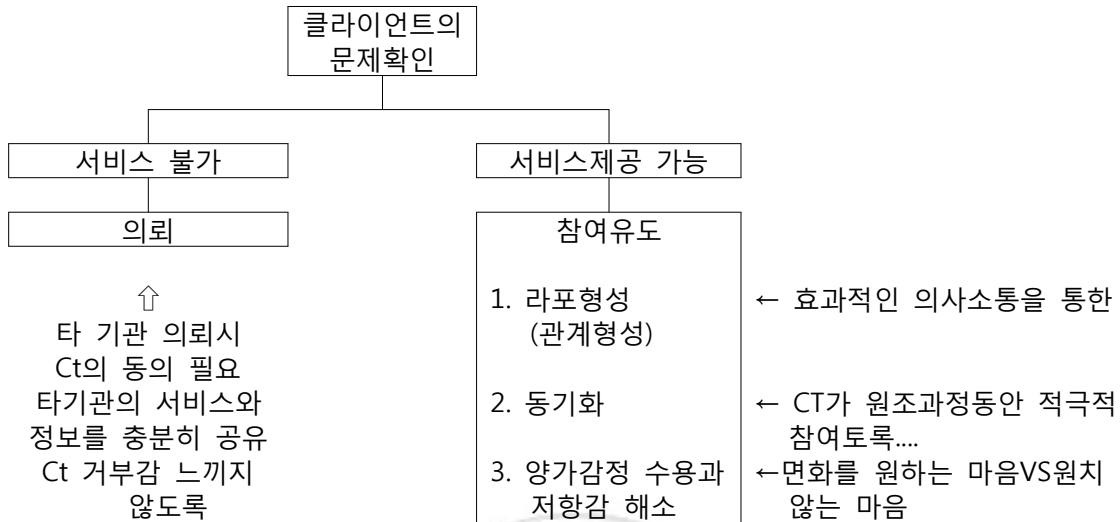 클라이언트의
문제확인
서비스 불가
서비스제공 가능
의뢰
참여유도
⇧
타 기관 의뢰시
Ct의 동의 필요
타기관의 서비스와
정보를 충분히 공유
Ct 거부감 느끼지
않도록
1. 라포형성
(관계형성)
← 효과적인 의사소통을 통한
2. 동기화
← CT가 원조과정동안 적극적
참여토록....
3. 양가감정 수용과
저항감 해소
←면화를 원하는 마음VS원치
않는 마음